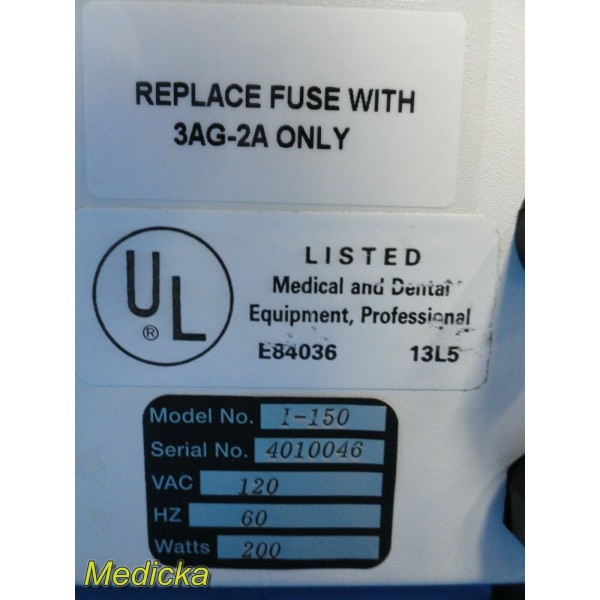 REPLACE FUSE WITH
3AG-2A ONLY
UL
®
LISTED
Medical and Dental
Equipment, Professional
E84036 13L5
Model No. I-150
Serial No. 4010046
VAC 120
HZ 60
Watts 200
Medicka